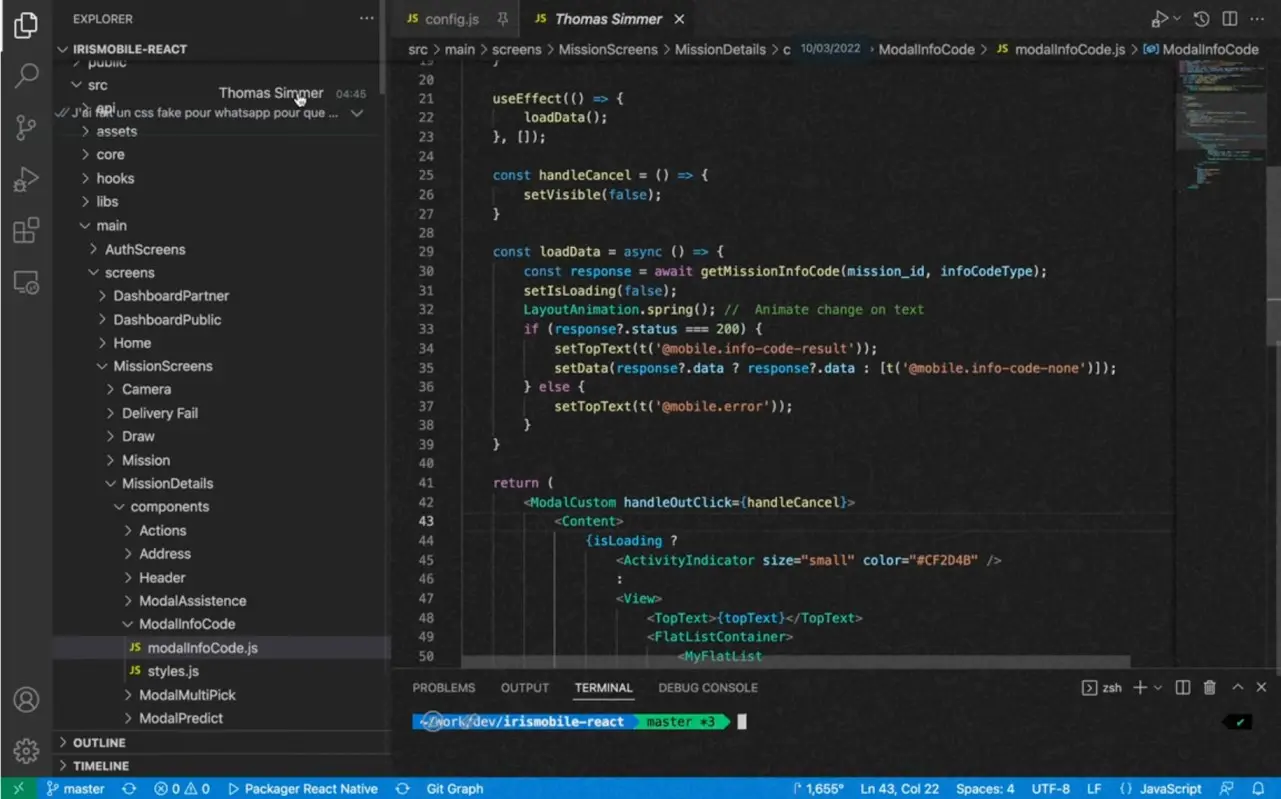 EXPLORER
IRISMOBILE-REACT
public
src
Thomas Simmer 04:45
api
J'ai fait un css fake pour whatsapp pour que ...
assets
core
hooks
libs
main
AuthScreens
screens
DashboardPartner
DashboardPublic
Home
MissionScreens
Camera
Delivery Fail
Draw
Mission
MissionDetails
components
Actions
Address
Header
ModalAssistence
ModalInfoCode
JS modalInfoCode.js
JS styles.js
ModalMultiPick
ModalPredict
OUTLINE
TIMELINE
JS config.js
JS Thomas Simmer
src > main > screens > MissionScreens > MissionDetails > c 10/03/2022 > ModalInfoCode > JS modalInfoCode.js > ModalInfoCode
19 }
20
21 useEffect(() => {
22 loadData();
23 }, []);
24
25 const handleCancel = () => {
26 setVisible(false);
27 }
28
29 const loadData = async () => {
30 const response = await getMissionInfoCode(mission_id, infoCodeType);
31 setIsLoading(false);
32 LayoutAnimation.spring(); // Animate change on text
33 if (response?.status === 200) {
34 setTopText(t('@mobile.info-code-result'));
35 setData(response?.data ? response?.data : [t('@mobile.info-code-none')]);
36 } else {
37 setTopText(t('@mobile.error'));
38 }
39 }
40
41 return (
42 <ModalCustom handleOutClick={handleCancel}>
43 <Content>
44 {isLoading ?
45 <ActivityIndicator size="small" color="#CF2D4B" />
46 :
47 <View>
48 <TopText>{topText}</TopText>
49 <FlatListContainer>
50 <MyFlatList
PROBLEMS OUTPUT TERMINAL DEBUG CONSOLE zsh
~/work/dev/irismobile-react master *3
master 0 0 Packager React Native Git Graph 1,655° Ln 43, Col 22 Spaces: 4 UTF-8 LF {} JavaScript